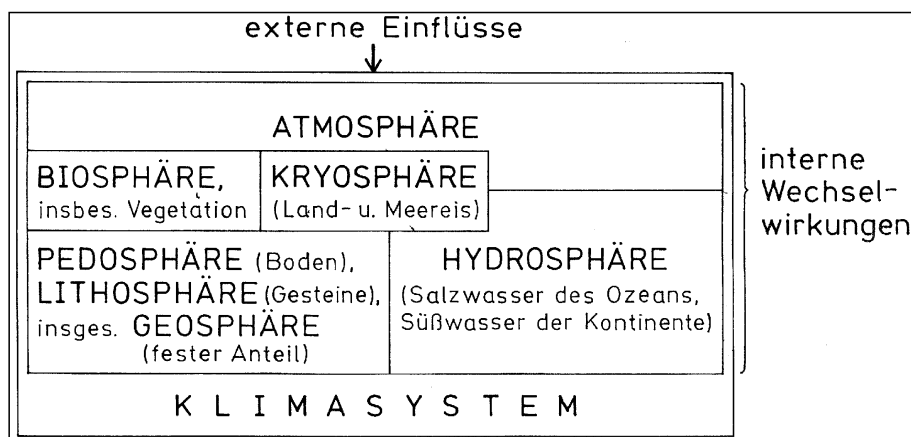 externe Einflüsse
ATMOSPHÄRE
BIOSPHÄRE,
insbes. Vegetation
KRYOSPHÄRE
(Land- u. Meereis)
interne
Wechsel-
wirkungen
PEDOSPHÄRE (Boden),
LITHOSPHÄRE (Gesteine),
insges. GEOSPHÄRE
(fester Anteil)
HYDROSPHÄRE
(Salzwasser des Ozeans,
Süßwasser der Kontinente)
KLIMASYSTEM